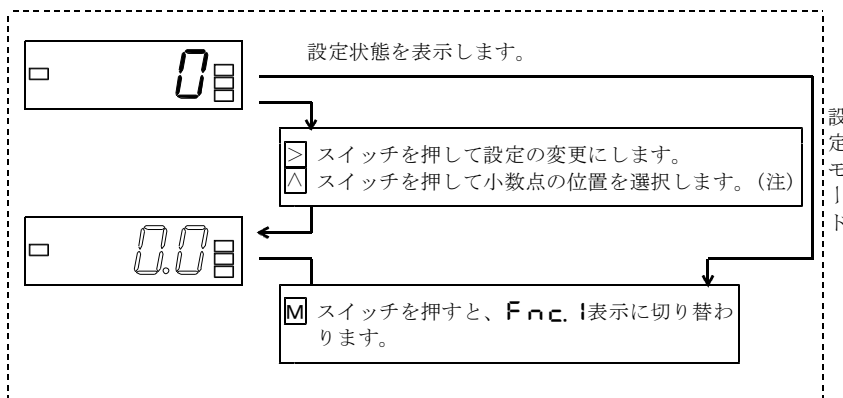 0
設定状態を表示します。
> スイッチを押して設定の変更にします。
∧ スイッチを押して小数点の位置を選択します。(注)
0.0
M スイッチを押すと、Fnc.1表示に切り替わ
ります。
設定モード